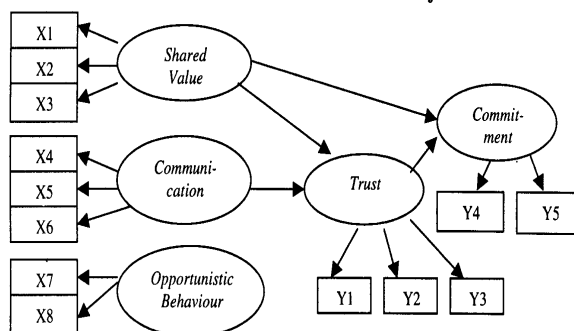 X1
X2
X3
Shared
Value
Commit-
ment
X4
X5
X6
Communi-
cation
Trust
Y4
Y5
X7
X8
Opportunistic
Behaviour
Y1
Y2
Y3